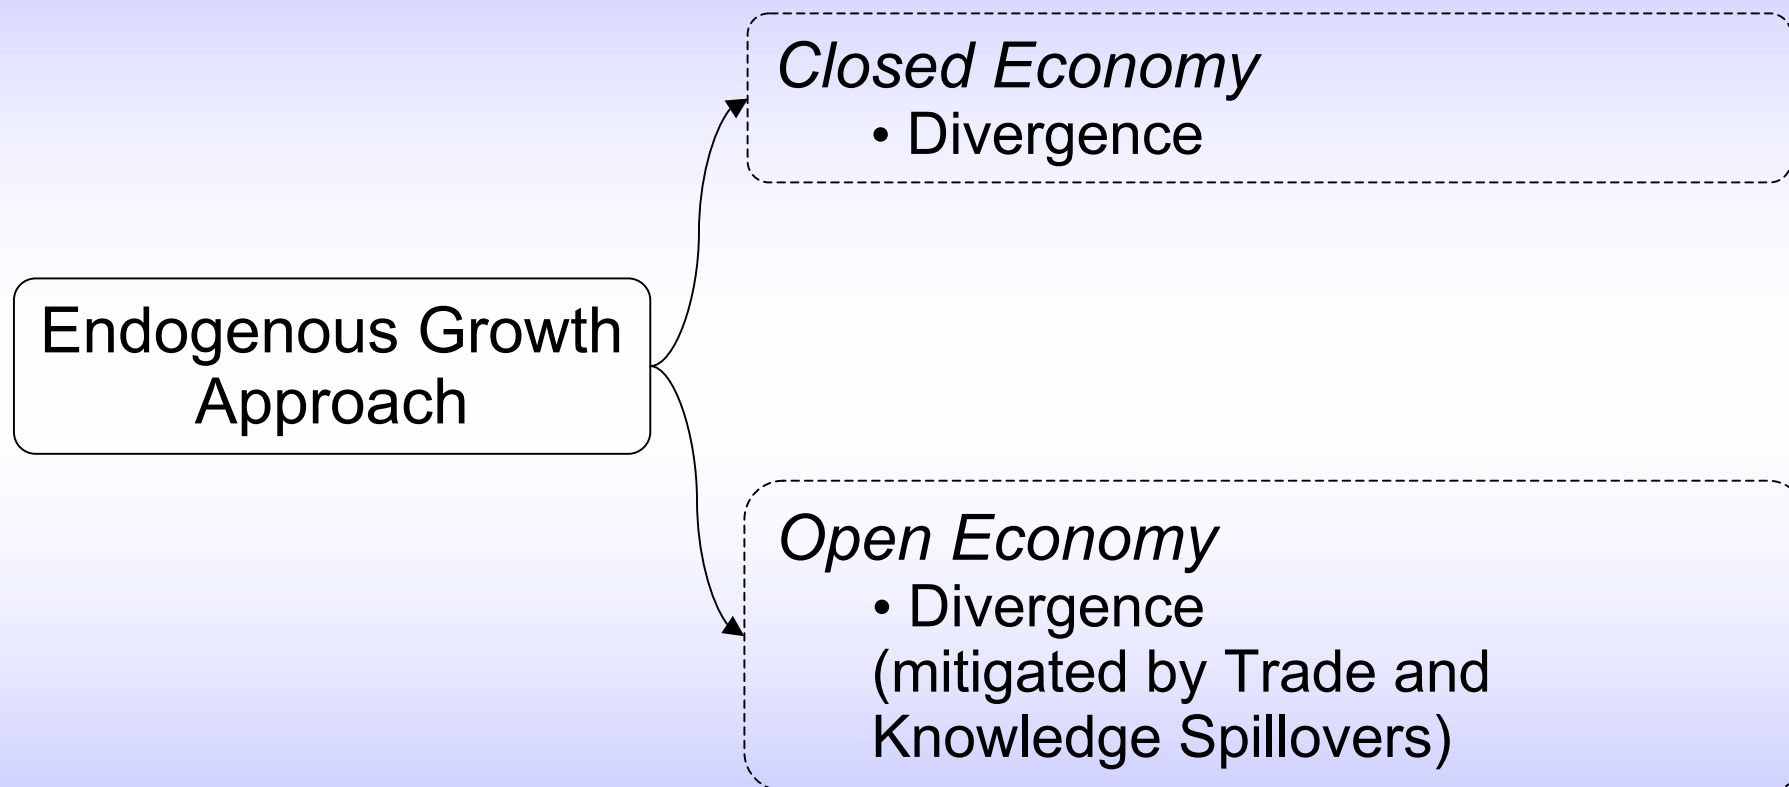 Closed Economy
• Divergence
Endogenous Growth
Approach
Open Economy
• Divergence
(mitigated by Trade and
Knowledge Spillovers)